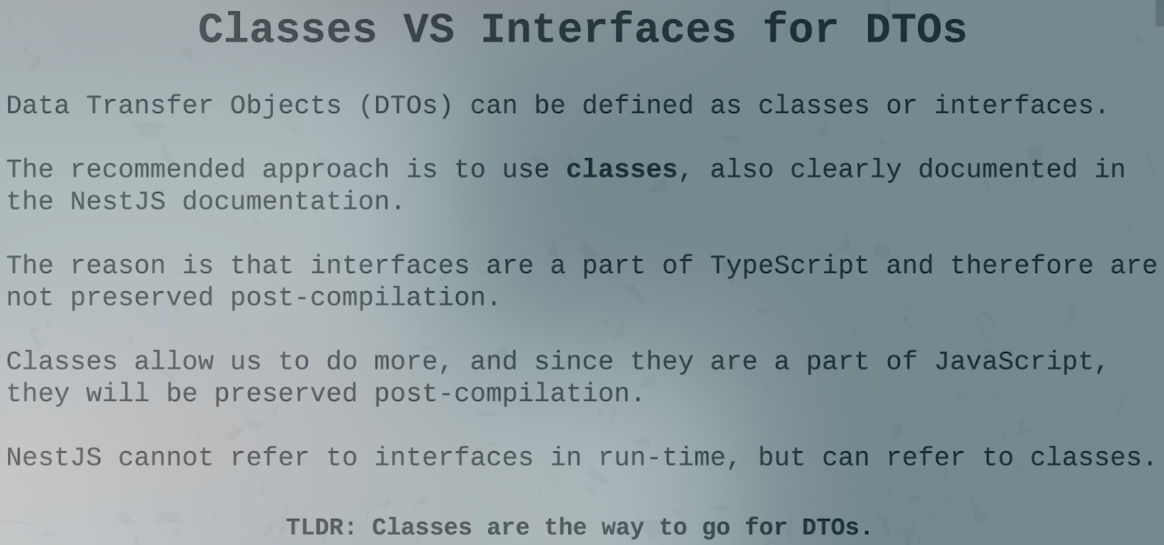 Classes VS Interfaces for DTOs
Data Transfer Objects (DTOs) can be defined as classes or interfaces.
The recommended approach is to use classes, also clearly documented in
the NestJS documentation.
The reason is that interfaces are a part of TypeScript and therefore are
not preserved post-compilation.
Classes allow us to do more, and since they are a part of JavaScript,
they will be preserved post-compilation.
NestJS cannot refer to interfaces in run-time, but can refer to classes.
TLDR: Classes are the way to go for DTOs.